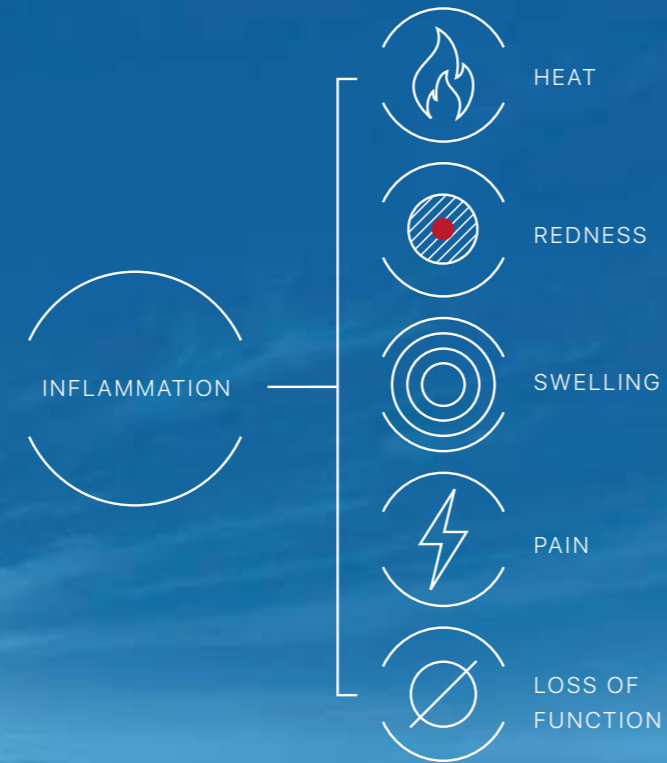 HEAT
REDNESS
INFLAMMATION
SWELLING
PAIN
LOSS OF
FUNCTION